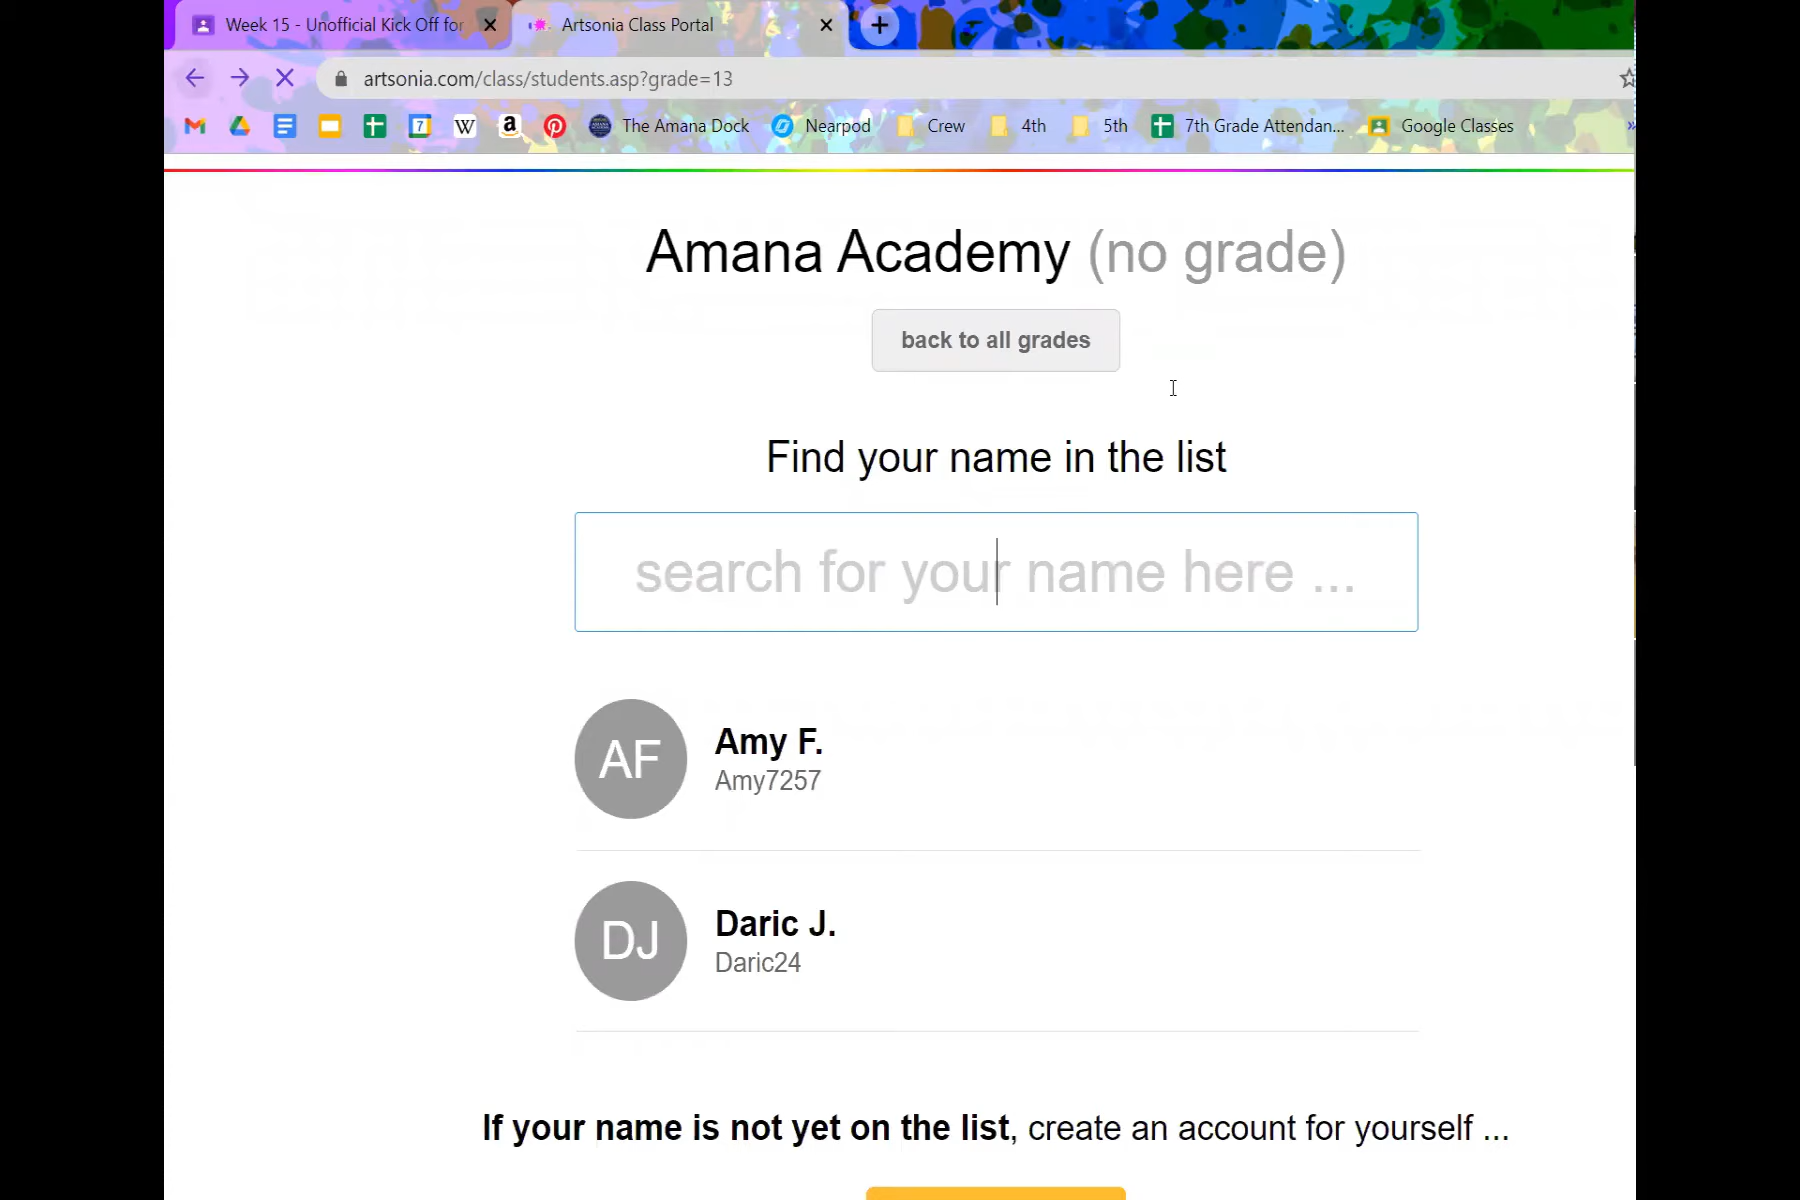 Week 15 - Unofficial Kick Off for
Artsonia Class Portal
artsonia.com/class/students.asp?grade=13
7
W
a
The Amana Dock
Nearpod
Crew
4th
5th
7th Grade Attendan...
Google Classes
»
Amana Academy (no grade)
back to all grades
Find your name in the list
search for your name here ...
AF
Amy F.
Amy7257
DJ
Daric J.
Daric24
If your name is not yet on the list, create an account for yourself ...